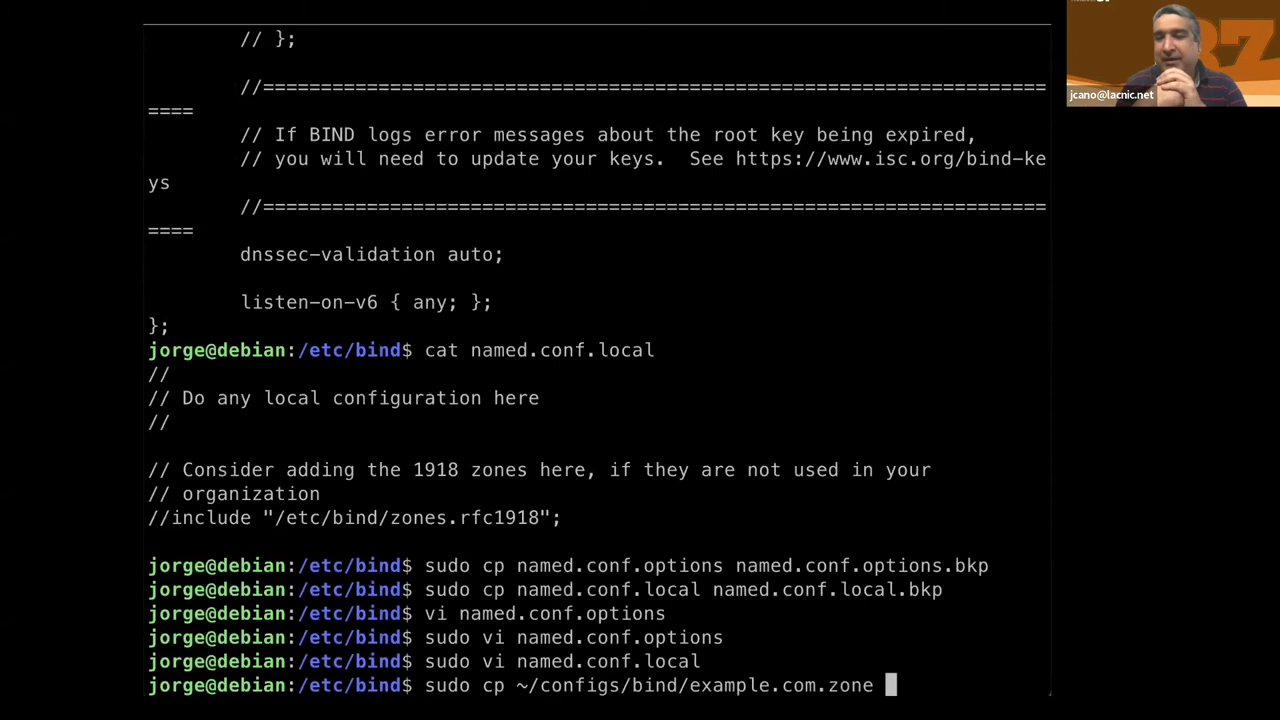 // };
//====================================================================
====
// If BIND logs error messages about the root key being expired,
// you will need to update your keys.  See https://www.isc.org/bind-ke
ys
//====================================================================
====
dnssec-validation auto;
listen-on-v6 { any; };
};
jorge@debian:/etc/bind$ cat named.conf.local
//
// Do any local configuration here
//
// Consider adding the 1918 zones here, if they are not used in your
// organization
//include "/etc/bind/zones.rfc1918";
jorge@debian:/etc/bind$ sudo cp named.conf.options named.conf.options.bkp
jorge@debian:/etc/bind$ sudo cp named.conf.local named.conf.local.bkp
jorge@debian:/etc/bind$ vi named.conf.options
jorge@debian:/etc/bind$ sudo vi named.conf.options
jorge@debian:/etc/bind$ sudo vi named.conf.local
jorge@debian:/etc/bind$ sudo cp ~/configs/bind/example.com.zone
jcano@lacnic.net